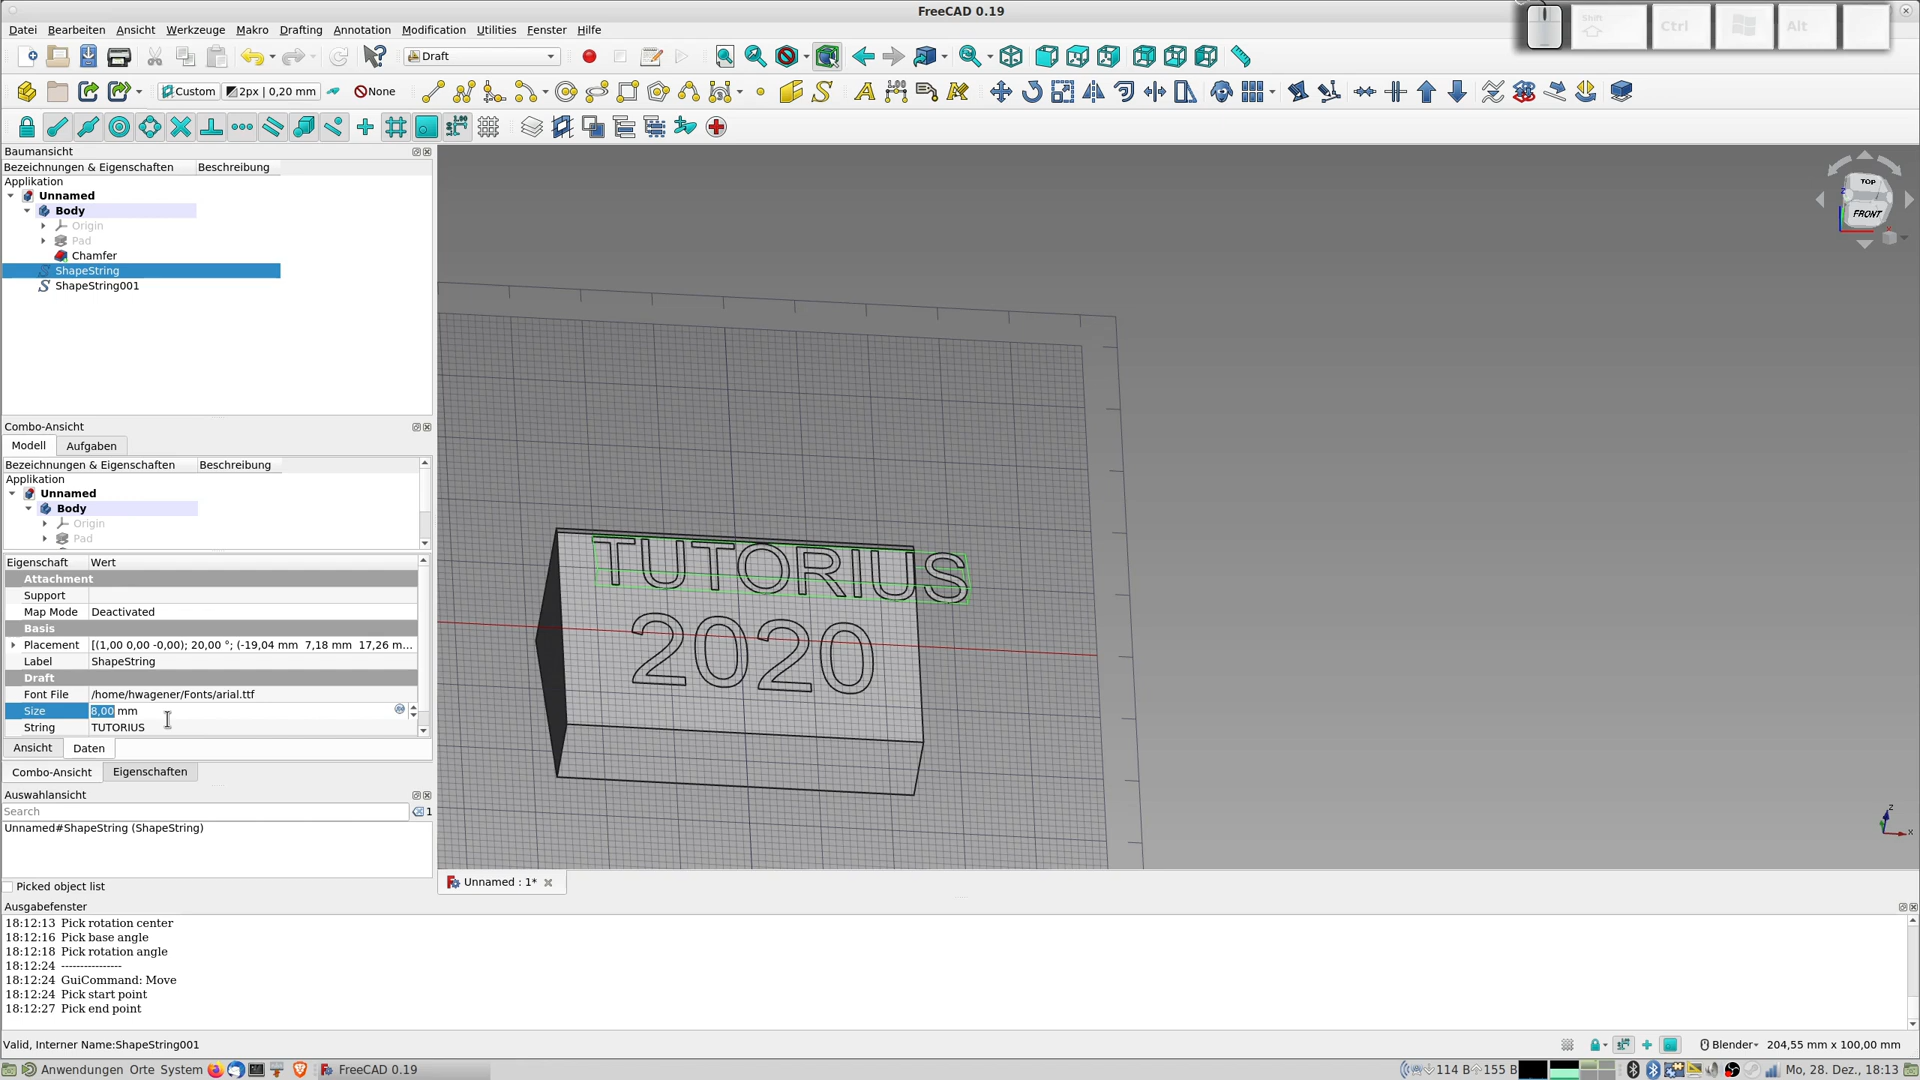 FreeCAD 0.19
Datei Bearbeiten Ansicht Werkzeuge Makro Drafting Annotation Modification Utilities Fenster Hilfe
Shift Ctrl Alt
Draft
Custom 2px | 0,20 mm None
Baumansicht
Bezeichnungen & Eigenschaften Beschreibung
Applikation
Unnamed
Body
Origin
Pad
Chamfer
ShapeString
ShapeString001
Combo-Ansicht
Modell Aufgaben
Bezeichnungen & Eigenschaften Beschreibung
Applikation
Unnamed
Body
Origin
Pad
Eigenschaft Wert
Attachment
Support
Map Mode Deactivated
Basis
Placement [(1,00 0,00 -0,00); 20,00 °; (-19,04 mm 7,18 mm 17,26 m...
Label ShapeString
Draft
Font File /home/hwagener/Fonts/arial.ttf
Size 8,00 mm
String TUTORIUS
Ansicht Daten
Combo-Ansicht Eigenschaften
Auswahlansicht
Search 1
Unnamed#ShapeString (ShapeString)
Picked object list
TOP
FRONT
TUTORIUS
2020
Z
X
Unnamed : 1*
Ausgabefenster
18:12:13 Pick rotation center
18:12:16 Pick base angle
18:12:18 Pick rotation angle
18:12:24 ---------------
18:12:24 GuiCommand: Move
18:12:24 Pick start point
18:12:27 Pick end point
Valid, Interner Name:ShapeString001
Blender 204,55 mm x 100,00 mm
Anwendungen Orte System FreeCAD 0.19 114 B 155 B Mo, 28. Dez., 18:13